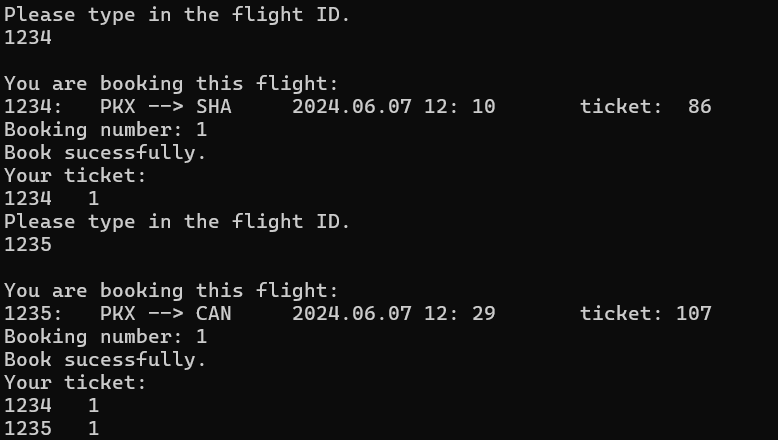 Please type in the flight ID.
1234

You are booking this flight:
1234:   PKX --> SHA     2024.06.07 12: 10       ticket:  86
Booking number: 1
Book sucessfully.
Your ticket:
1234   1
Please type in the flight ID.
1235

You are booking this flight:
1235:   PKX --> CAN     2024.06.07 12: 29       ticket: 107
Booking number: 1
Book sucessfully.
Your ticket:
1234   1
1235   1